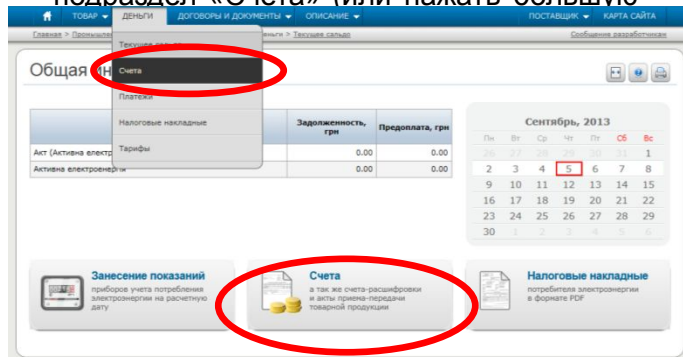 подраздел «Счета» (или нажать большую
ТОВАР ДЕНЬГИ ДОГОВОРЫ И ДОКУМЕНТЫ ОПИСАНИЕ ПОСТАВЩИК КАРТА САЙТА
Главная > Текущее сальдо Сообщение разработчикам
Общая
Счета
Платежи
Налоговые накладные
Тарифы
Задолженность, грн Предоплата, грн
Акт (Активна електр 0.00 0.00
Активна електроенергія 0.00 0.00
Сентябрь, 2013
Пн Вт Ср Чт Пт Сб Вс
26 27 28 29 30 31 1
2 3 4 5 6 7 8
9 10 11 12 13 14 15
16 17 18 19 20 21 22
23 24 25 26 27 28 29
30 1 2 3 4 5 6
Занесение показаний
приборов учета потребления
электроэнергии на расчетную
дату
Счета
а так же счета-расшифровки
и акты приема-передачи
товарной продукции
Налоговые накладные
потребителя электроэнергии
в формате PDF